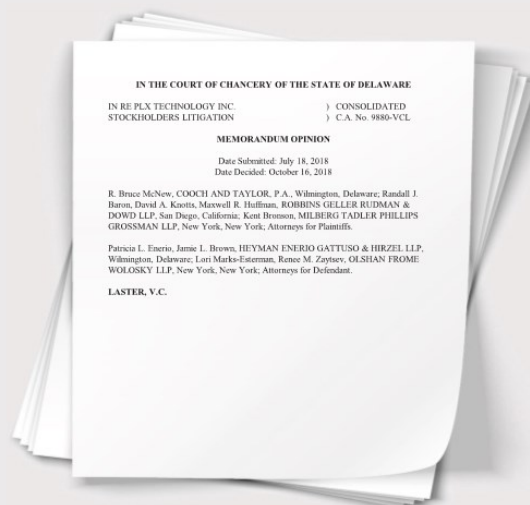 IN THE COURT OF CHANCERY OF THE STATE OF DELAWARE
IN RE PLX TECHNOLOGY INC. ) CONSOLIDATED
STOCKHOLDERS LITIGATION ) C.A. No. 9880-VCL
MEMORANDUM OPINION
Date Submitted: July 18, 2018
Date Decided: October 16, 2018
R. Bruce McNew, COOCH AND TAYLOR, P.A., Wilmington, Delaware; Randall J.
Baron, David A. Knotts, Maxwell R. Huffman, ROBBINS GELLER RUDMAN &
DOWD LLP, San Diego, California; Kent Bronson, MILBERG TADLER PHILLIPS
GROSSMAN LLP, New York, New York; Attorneys for Plaintiffs.
Patricia L. Enerio, Jamie L. Brown, HEYMAN ENERIO GATTUSO & HIRZEL LLP,
Wilmington, Delaware; Lori Marks-Esterman, Renee M. Zaytsev, OLSHAN FROME
WOLOSKY LLP, New York, New York; Attorneys for Defendant.
LASTER, V.C.